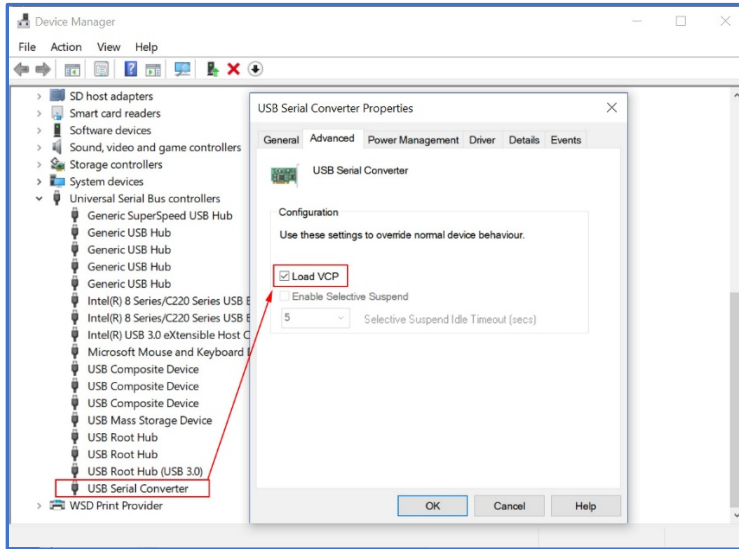 Device Manager
File Action View Help
SD host adapters
Smart card readers
Software devices
Sound, video and game controllers
Storage controllers
System devices
Universal Serial Bus controllers
Generic SuperSpeed USB Hub
Generic USB Hub
Generic USB Hub
Generic USB Hub
Generic USB Hub
Intel(R) 8 Series/C220 Series USB E
Intel(R) 8 Series/C220 Series USB E
Intel(R) USB 3.0 eXtensible Host C
Microsoft Mouse and Keyboard
USB Composite Device
USB Composite Device
USB Composite Device
USB Mass Storage Device
USB Root Hub
USB Root Hub
USB Root Hub (USB 3.0)
USB Serial Converter
WSD Print Provider
USB Serial Converter Properties
General Advanced Power Management Driver Details Events
USB Serial Converter
Configuration
Use these settings to override normal device behaviour.
Load VCP
Enable Selective Suspend
5 Selective Suspend Idle Timeout (secs)
OK Cancel Help